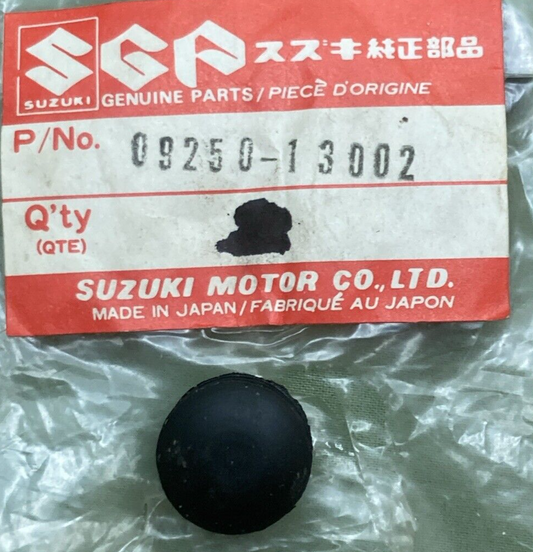 SGP スズキ純正部品
SUZUKI GENUINE PARTS/PIECÈ D'ORIGINE
P/No. 09250-13002
Q'ty
(QTE)
SUZUKI MOTOR CO.,LTD.
MADE IN JAPAN/FABRIQUÉ AU JAPON